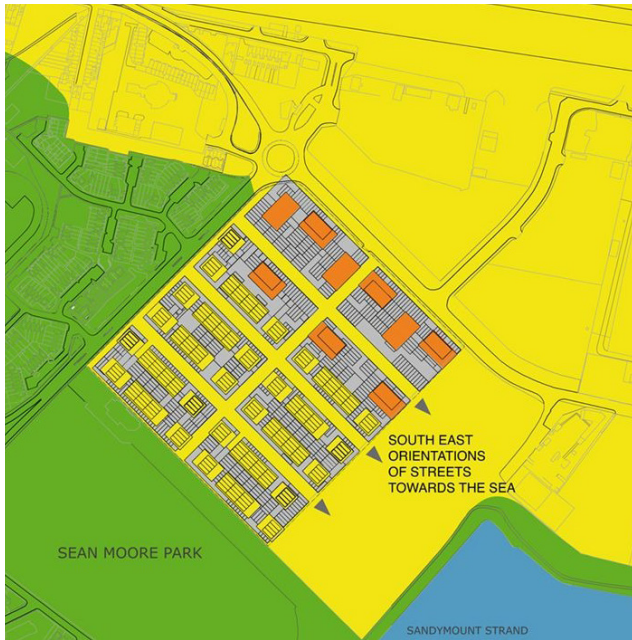 SOUTH EAST
ORIENTATIONS
OF STREETS
TOWARDS THE SEA
SEAN MOORE PARK
SANDYMOUNT STRAND